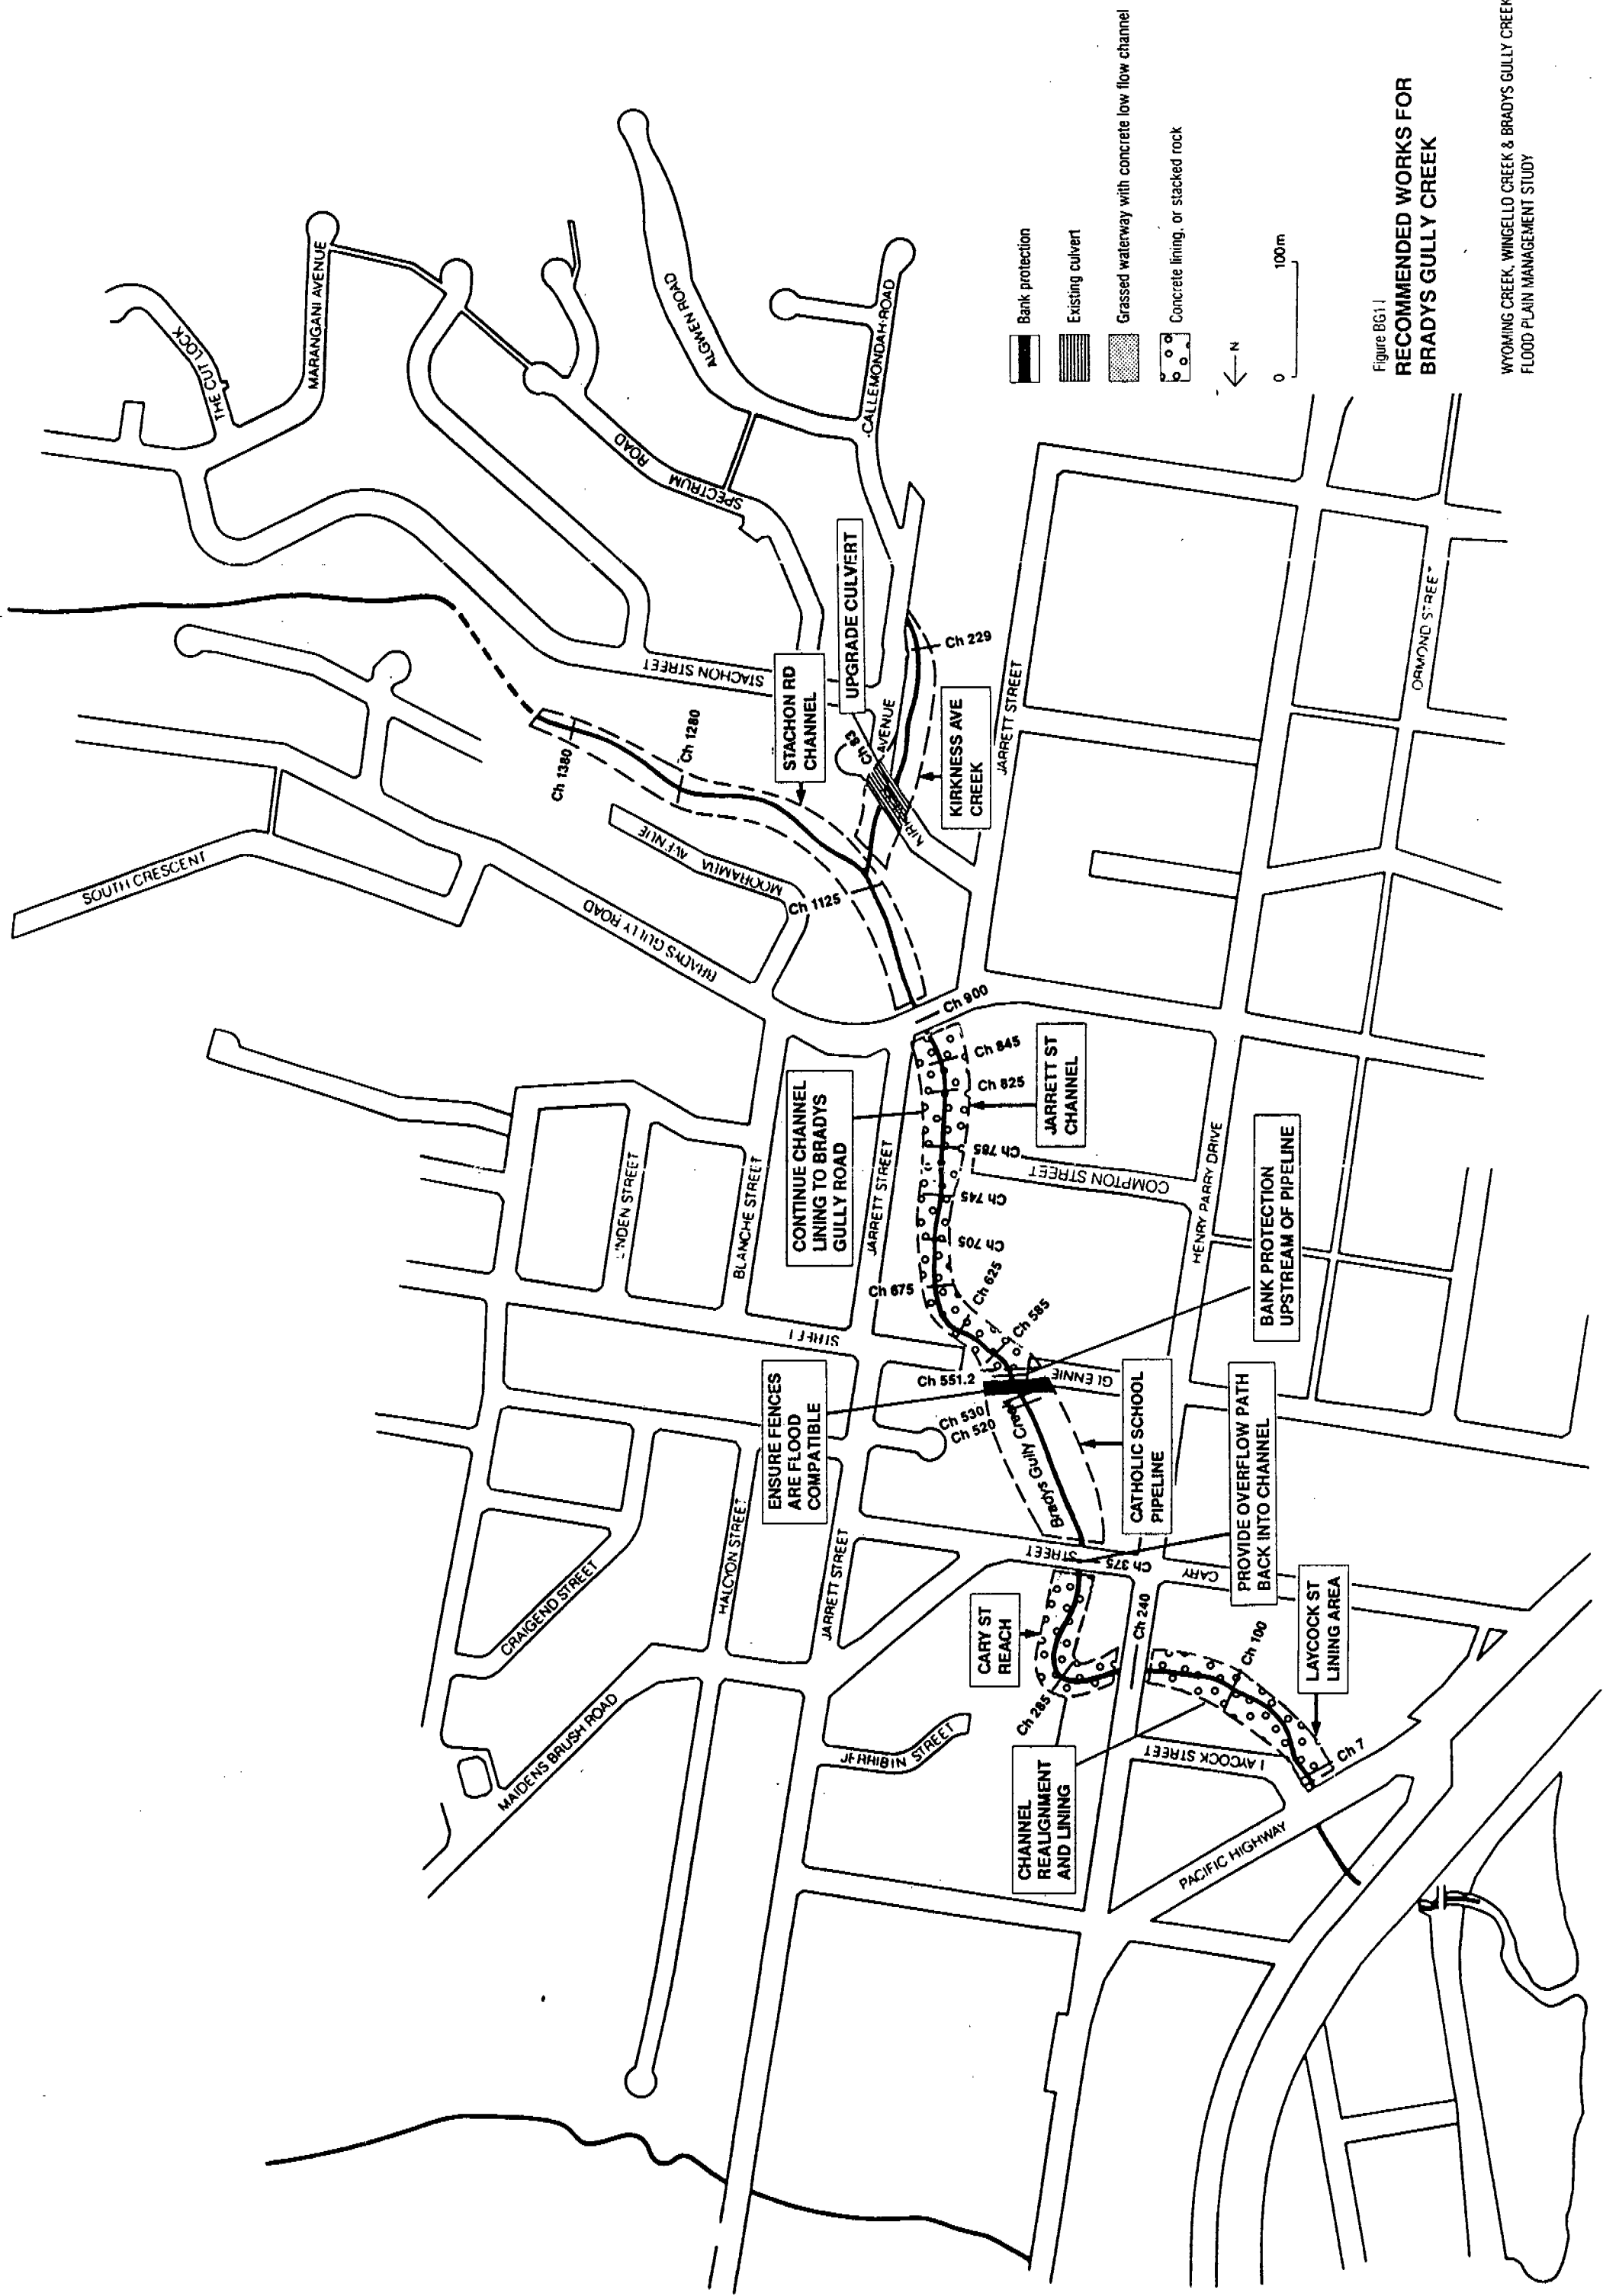 THE CUT LOCK
MARANGANI AVENUE
ALGWEN ROAD
CALLEMONDAH ROAD
SPECTRUM
ROAD
STACHON STREET
SOUTH CRESCENT
BRADYS GULLY ROAD
MOORAMBA AVENUE
Ch 1380
Ch 1280
STACHON RD
CHANNEL
UPGRADE CULVERT
Ch 83
AVENUE
Ch 229
KIRKNESS AVE
CREEK
JARRETT STREET
Ch 1125
Ch 900
Ch 845
Ch 825
JARRETT ST
CHANNEL
CONTINUE CHANNEL
LINING TO BRADYS
GULLY ROAD
Ch 785
Ch 745
Ch 705
Ch 675
Ch 625
Ch 585
COMPTON STREET
HENRY PARRY DRIVE
ORMOND STREET
LINDEN STREET
BLANCHE STREET
JARRETT STREET
STREET
GLENNIE
Ch 551.2
Ch 530
Ch 520
Bradys Gully Creek
BANK PROTECTION
UPSTREAM OF PIPELINE
ENSURE FENCES
ARE FLOOD
COMPATIBLE
CATHOLIC SCHOOL
PIPELINE
PROVIDE OVERFLOW PATH
BACK INTO CHANNEL
CRAIGEND STREET
HALCYON STREET
JARRETT STREET
STREET
CARY
Ch 375
CARY ST
REACH
Ch 285
Ch 240
Ch 100
LAYCOCK ST
LINING AREA
Ch 7
MAIDENS BRUSH ROAD
JERRIBIN STREET
LAYCOCK STREET
CHANNEL
REALIGNMENT
AND LINING
PACIFIC HIGHWAY
Bank protection
Existing culvert
Grassed waterway with concrete low flow channel
Concrete lining, or stacked rock
N
0 100m
Figure BG11
RECOMMENDED WORKS FOR
BRADYS GULLY CREEK
WYOMING CREEK, WINGELLO CREEK & BRADYS GULLY CREEK
FLOOD PLAIN MANAGEMENT STUDY